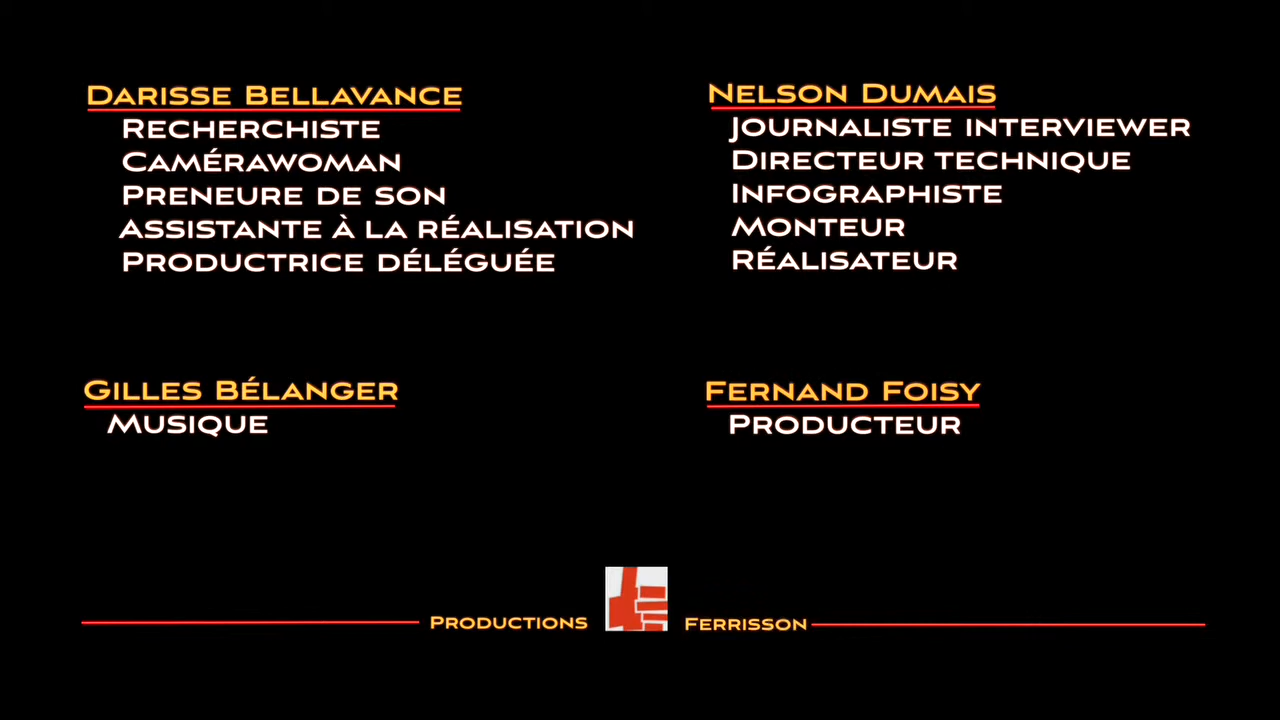 Darisse Bellavance
Recherchiste
Camérawoman
Preneure de son
Assistante à la réalisation
Productrice déléguée
Nelson Dumais
Journaliste interviewer
Directeur technique
Infographiste
Monteur
Réalisateur
Gilles Bélanger
Musique
Fernand Foisy
Producteur
Productions Ferrisson